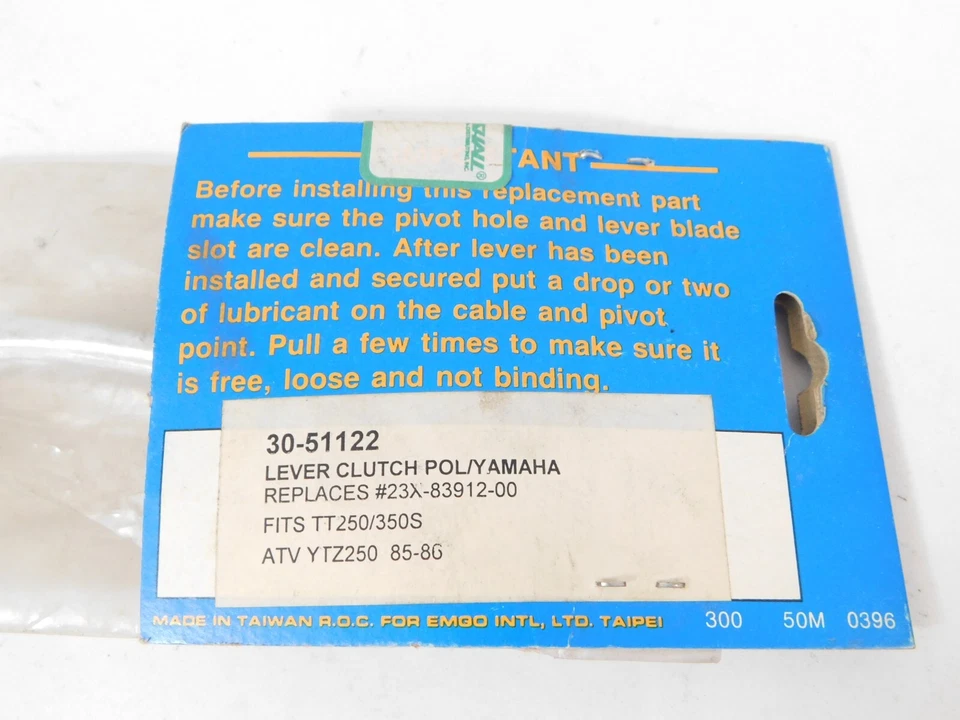 TANT
Before installing this replacement part
make sure the pivot hole and lever blade
slot are clean. After lever has been
installed and secured put a drop or two
of lubricant on the cable and pivot
point. Pull a few times to make sure it
is free, loose and not binding.
30-51122
LEVER CLUTCH POL/YAMAHA
REPLACES #23X-83912-00
FITS TT250/350S
ATV YTZ250 85-86
MADE IN TAIWAN R.O.C. FOR EMGO INTL, LTD. TAIPEI 300 50M 0396